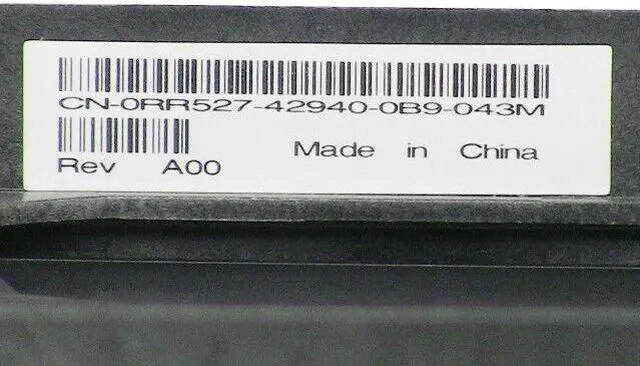 CN-0RR527-42940-0B9-043M
Rev A00
Made in China